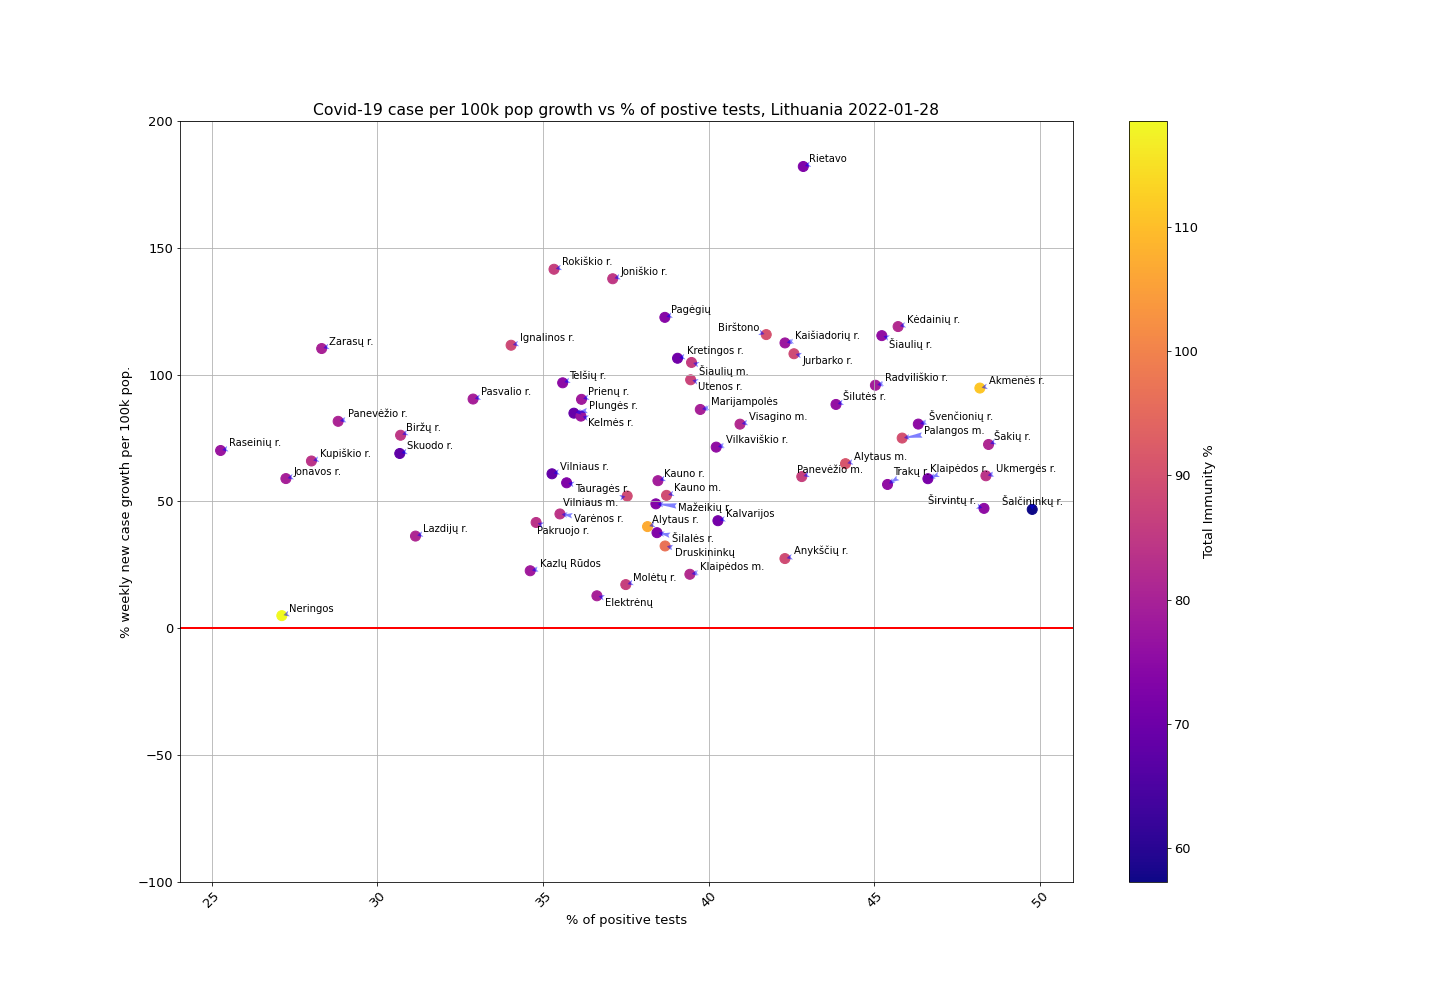 Covid-19 case per 100k pop growth vs % of postive tests, Lithuania 2022-01-28
200
150
100
50
0
−50
−100
% weekly new case growth per 100k pop.
Rietavo
Rokiškio r.
Joniškio r.
Pagėgių
Birštono
Kaišiadorių r.
Kėdainių r.
Šiaulių r.
Zarasų r.
Ignalinos r.
Kretingos r.
Jurbarko r.
Šiaulių m.
Utenos r.
Telšių r.
Radviliškio r.
Akmenės r.
Pasvalio r.
Prienų r.
Plungės r.
Kelmės r.
Marijampolės
Šilutės r.
Visagino m.
Švenčionių r.
Palangos m.
Panevėžio r.
Biržų r.
Raseinių r.
Skuodo r.
Vilkaviškio r.
Šakių r.
Kupiškio r.
Jonavos r.
Vilniaus r.
Tauragės r.
Kauno r.
Kauno m.
Alytaus m.
Panevėžio m.
Trakų r.
Klaipėdos r.
Ukmergės r.
Vilniaus m.
Varėnos r.
Mažeikių r.
Kalvarijos
Širvintų r.
Šalčininkų r.
Lazdijų r.
Pakruojo r.
Alytaus r.
Šilalės r.
Druskininkų
Anykščių r.
Kazlų Rūdos
Molėtų r.
Klaipėdos m.
Elektrėnų
Neringos
25
30
35
40
45
50
% of positive tests
110
100
90
80
70
60
Total Immunity %